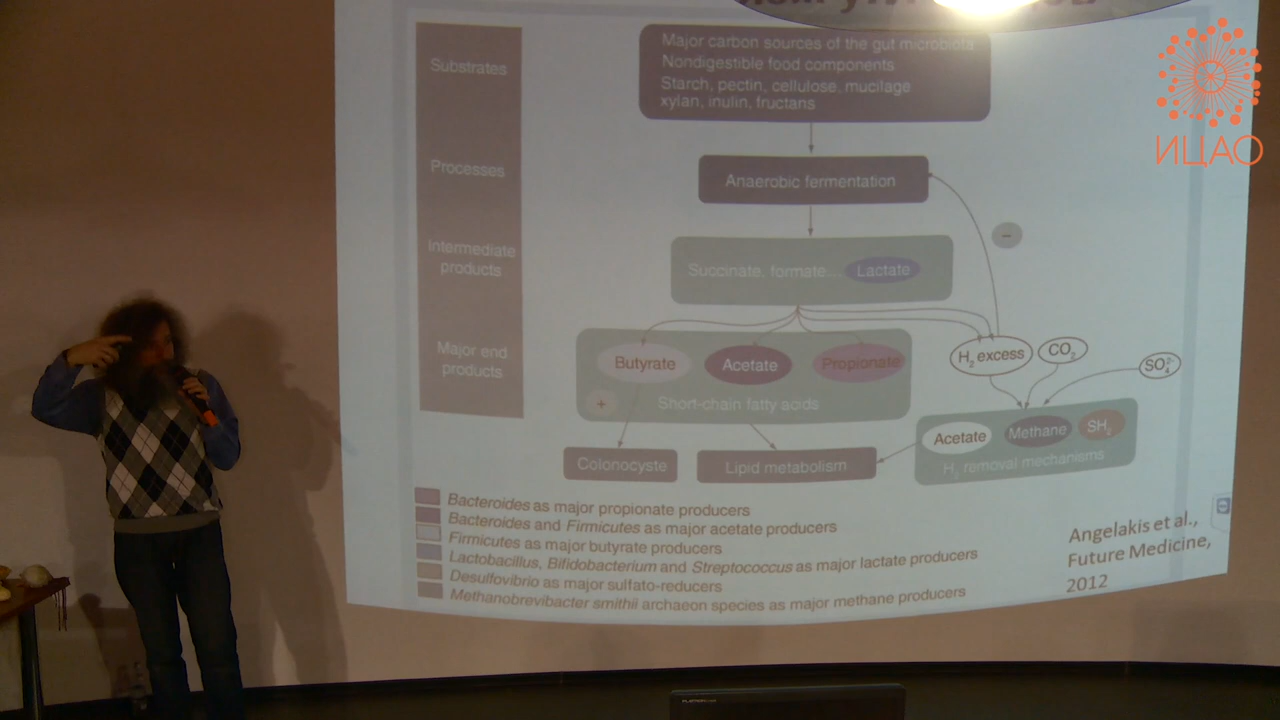 Substrates
Major carbon sources of the gut microbiota
Nondigestible food components
Starch, pectin, cellulose, mucilage
xylan, inulin, fructans
Processes
Anaerobic fermentation
Intermediate
products
Succinate, formate...
Lactate
−
Major end
products
Butyrate
Acetate
Propionate
+
Short-chain fatty acids
H2 excess
CO2
SO4 2-
Acetate
Methane
SH2
H2 removal mechanisms
Colonocyste
Lipid metabolism
Bacteroides as major propionate producers
Bacteroides and Firmicutes as major acetate producers
Firmicutes as major butyrate producers
Lactobacillus, Bifidobacterium and Streptococcus as major lactate producers
Desulfovibrio as major sulfato-reducers
Methanobrevibacter smithii archaeon species as major methane producers
Angelakis et al.,
Future Medicine,
2012
ИЦАО